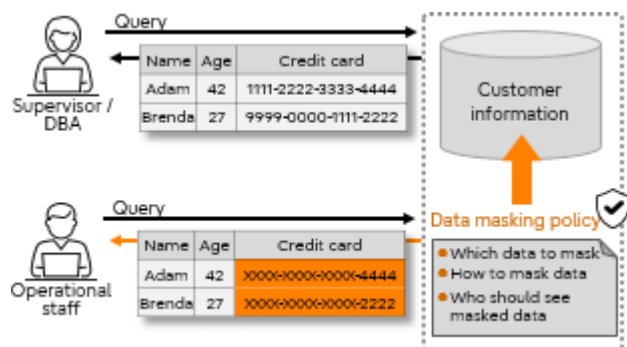 Query
Name Age Credit card
Adam 42 1111-2222-3333-4444
Brenda 27 9999-0000-1111-2222
Supervisor /
DBA
Customer
information
Query
Name Age Credit card
Adam 42 XXXX-XXXX-XXXX-4444
Brenda 27 XXXX-XXXX-XXXX-2222
Operational
staff
Data masking policy
Which data to mask
How to mask data
Who should see
masked data